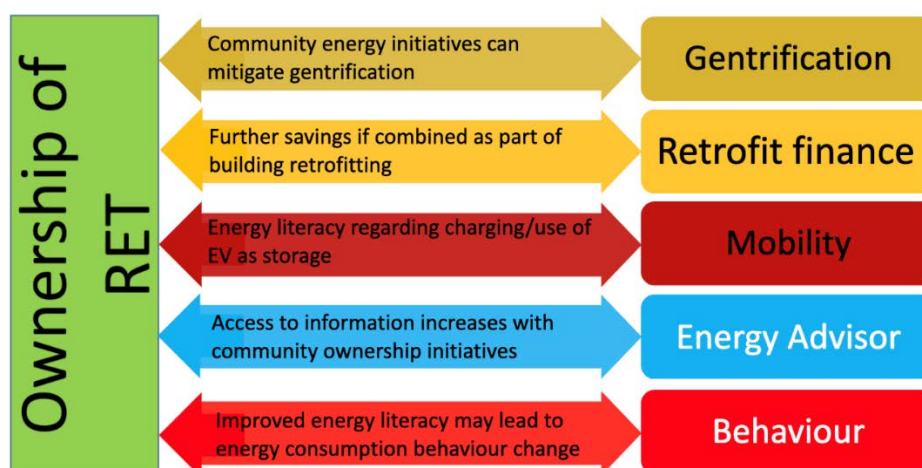 Ownership of
RET
Community energy initiatives can
mitigate gentrification
Gentrification
Further savings if combined as part of
building retrofitting
Retrofit finance
Energy literacy regarding charging/use of
EV as storage
Mobility
Access to information increases with
community ownership initiatives
Energy Advisor
Improved energy literacy may lead to
energy consumption behaviour change
Behaviour